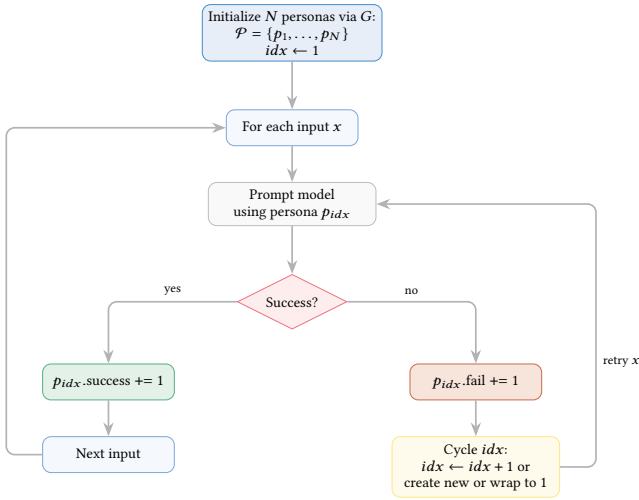 Initialize N personas via G:
𝒫 = {p₁, . . . , p_N}
idx ← 1
For each input x
Prompt model
using persona p_idx
Success?
yes
no
p_idx.success += 1
p_idx.fail += 1
retry x
Next input
Cycle idx:
idx ← idx + 1 or
create new or wrap to 1